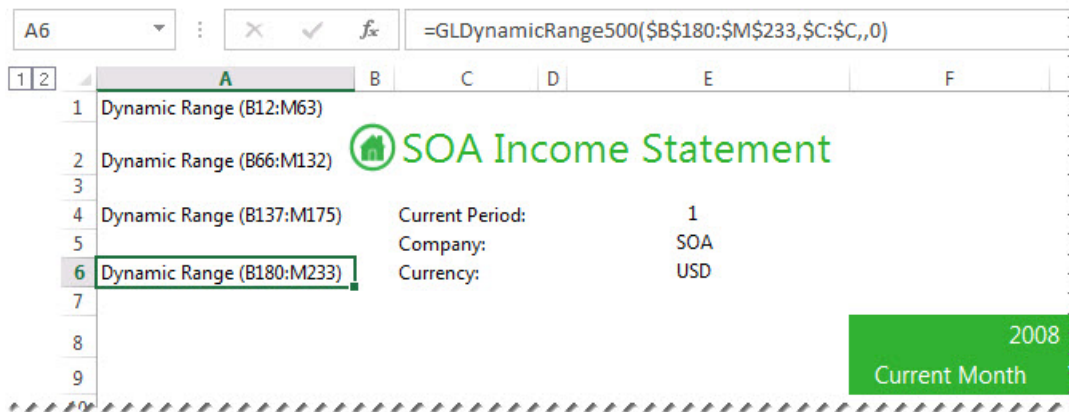 A6 fx =GLDynamicRange500($B$180:$M$233,$C:$C,,0)
1 2 A B C D E F
1 Dynamic Range (B12:M63)
2 Dynamic Range (B66:M132) SOA Income Statement
3
4 Dynamic Range (B137:M175) Current Period: 1
5 Company: SOA
6 Dynamic Range (B180:M233) Currency: USD
7
8 2008
9 Current Month
10